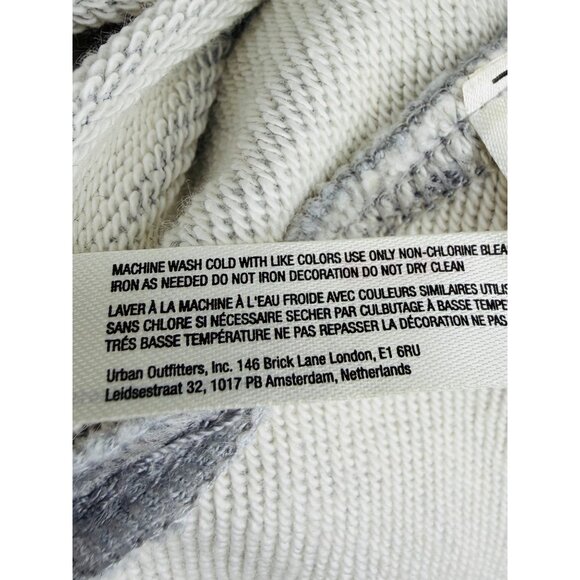 MACHINE WASH COLD WITH LIKE COLORS USE ONLY NON-CHLORINE BLEA
IRON AS NEEDED DO NOT IRON DECORATION DO NOT DRY CLEAN
LAVER À LA MACHINE À L'EAU FROIDE AVEC COULEURS SIMILAIRES UTILIS
SANS CHLORE SI NÉCESSAIRE SECHER PAR CULBUTAGE À BASSE TEMPÉ
TRÉS BASSE TEMPÉRATURE NE PAS REPASSER LA DÉCORATION NE PAS
Urban Outfitters, Inc. 146 Brick Lane London, E1 6RU
Leidsestraat 32, 1017 PB Amsterdam, Netherlands